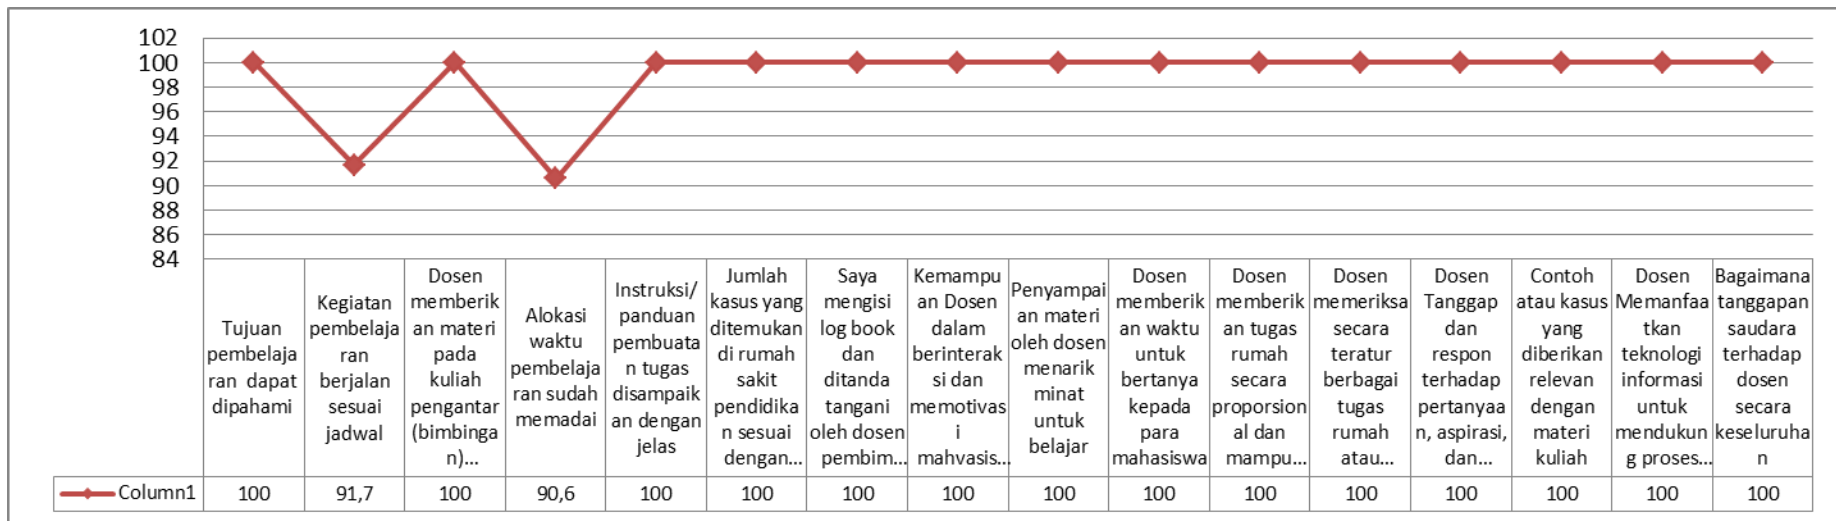 102
100
98
96
94
92
90
88
86
84
Tujuan
pembelaja
ran dapat
dipahami
Kegiatan
pembelaja
ran
berjalan
sesuai
jadwal
Dosen
memberik
an materi
pada
kuliah
pengantar
(bimbinga
n)...
Alokasi
waktu
pembelaja
ran sudah
memadai
Instruksi/
panduan
pembuata
n tugas
disampaik
an dengan
jelas
Jumlah
kasus yang
ditemukan
di rumah
sakit
pendidika
n sesuai
dengan...
Saya
mengisi
log book
dan
ditanda
tangani
oleh dosen
pembim...
Kemampu
an Dosen
dalam
berinterak
si dan
memotivas
i
mahvasis...
Penyampai
an materi
oleh dosen
menarik
minat
untuk
belajar
Dosen
memberik
an waktu
untuk
bertanya
kepada
para
mahasiswa
Dosen
memberik
an tugas
rumah
secara
proporsion
al dan
mampu...
Dosen
memeriksa
secara
teratur
berbagai
tugas
rumah
atau...
Dosen
Tanggap
dan
respon
terhadap
pertanyaa
n, aspirasi,
dan...
Contoh
atau kasus
yang
diberikan
relevan
dengan
materi
kuliah
Dosen
Memanfaa
tkan
teknologi
informasi
untuk
mendukun
g proses...
Bagaimana
tanggapan
saudara
terhadap
dosen
secara
keseluruha
n
Column1 100 91,7 100 90,6 100 100 100 100 100 100 100 100 100 100 100 100